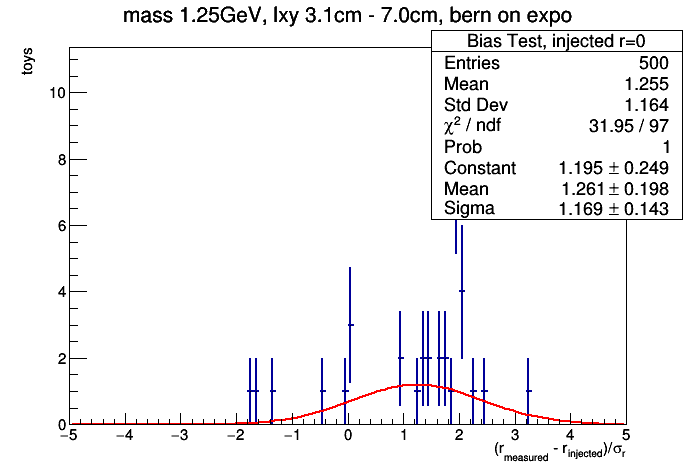 mass 1.25GeV, lxy 3.1cm - 7.0cm, bern on expo
Bias Test, injected r=0
Entries 500
Mean 1.255
Std Dev 1.164
χ² / ndf 31.95 / 97
Prob 1
Constant 1.195 ± 0.249
Mean 1.261 ± 0.198
Sigma 1.169 ± 0.143
toys
10
8
6
4
2
0
−5 −4 −3 −2 −1 0 1 2 3 4 5
(r_measured - r_injected)/σ_r